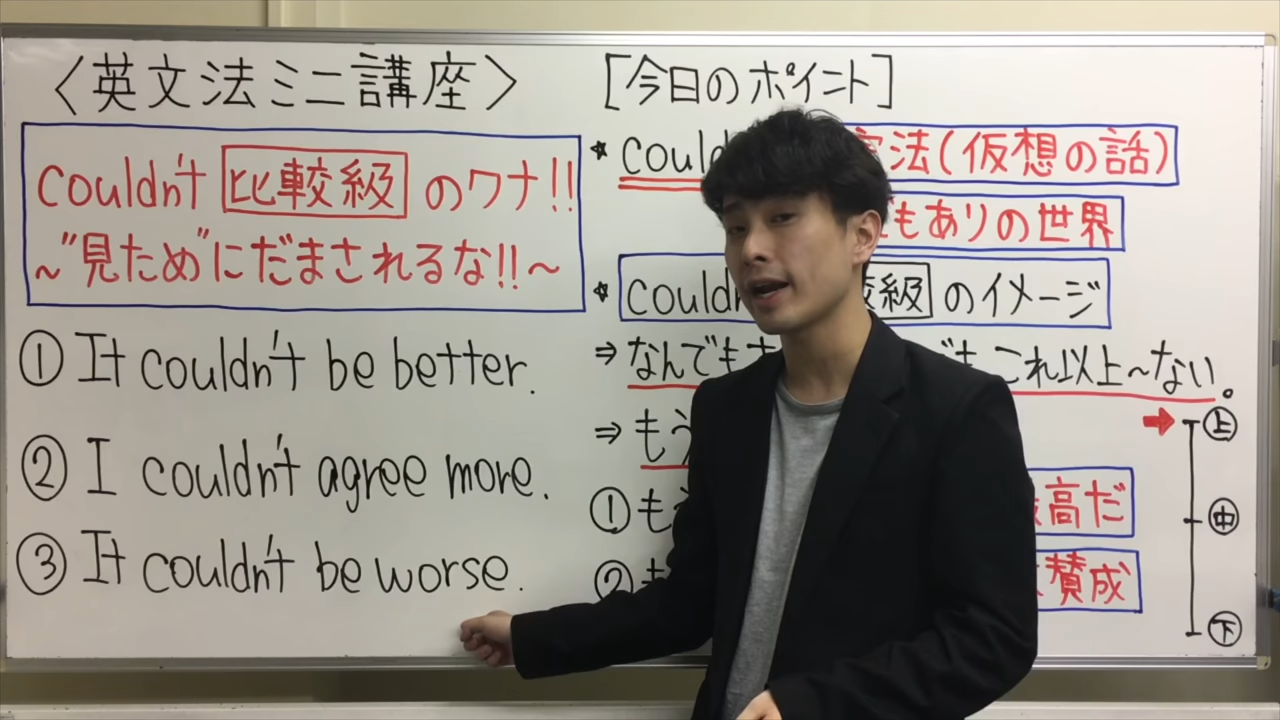 〈英文法ミニ講座〉
couldn't 比較級 のワナ!!
~"見ため"にだまされるな!!~
① It couldn't be better.
② I couldn't agree more.
③ It couldn't be worse.
[今日のポイント]
* 法(仮想の話)
もありの世界
* 級 のイメージ
⇒ なんでも これ以上~ない。
⇒ もう
① 高だ
② 賛成
上
中
下